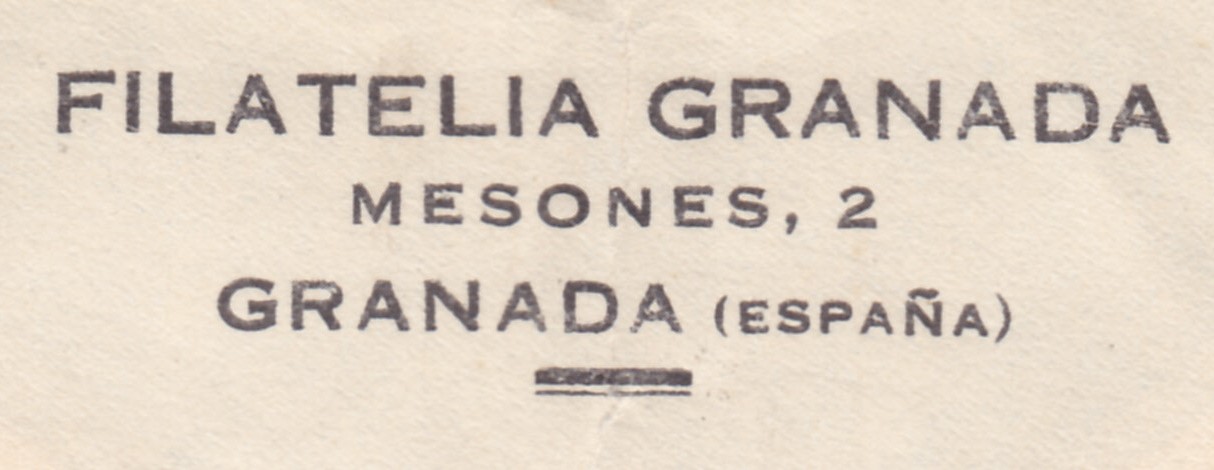 FILATELIA GRANADA
MESONES, 2
GRANADA (ESPAÑA)